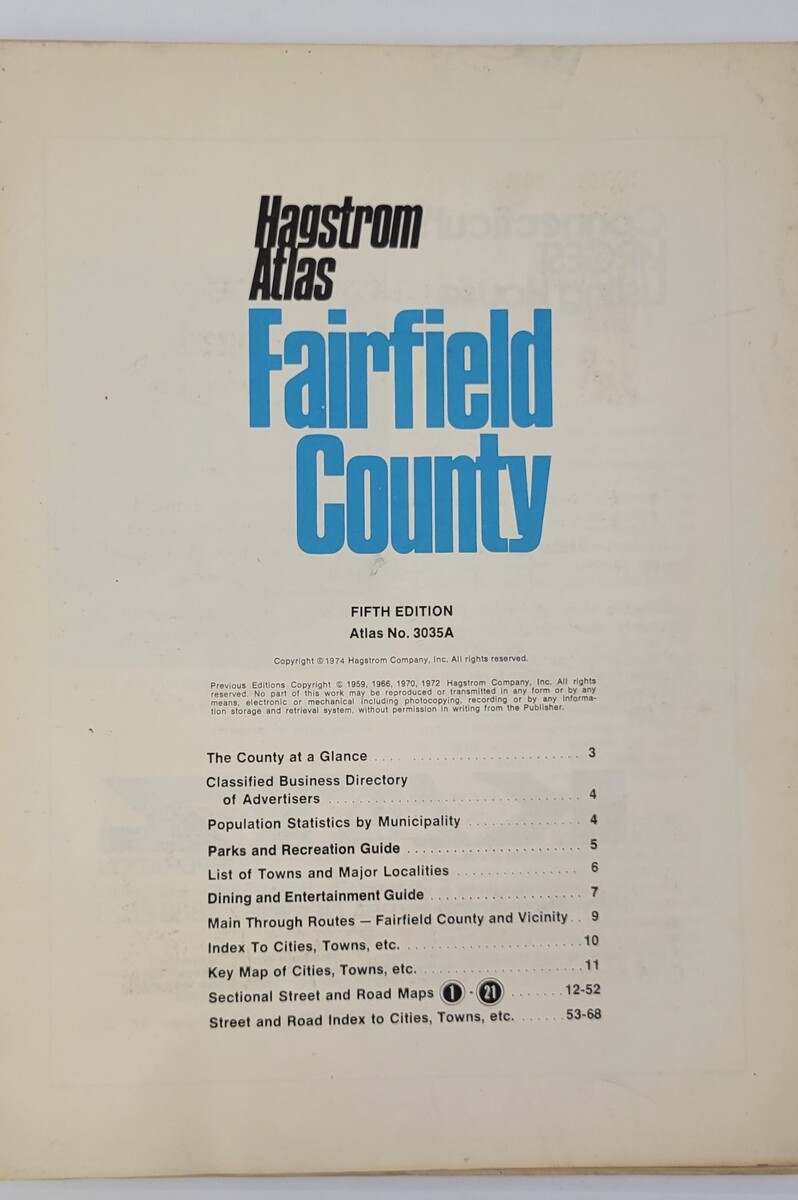 Hagstrom
Atlas
Fairfield
County
FIFTH EDITION
Atlas No. 3035A
Copyright © 1974 Hagstrom Company, Inc. All rights reserved.
Previous Editions Copyright © 1959, 1966, 1970, 1972 Hagstrom Company, Inc. All rights
reserved. No part of this work may be reproduced or transmitted in any form or by any
means, electronic or mechanical including photocopying, recording or by any informa-
tion storage and retrieval system, without permission in writing from the Publisher.
The County at a Glance 3
Classified Business Directory
of Advertisers 4
Population Statistics by Municipality 4
Parks and Recreation Guide 5
List of Towns and Major Localities 6
Dining and Entertainment Guide 7
Main Through Routes — Fairfield County and Vicinity 9
Index To Cities, Towns, etc. 10
Key Map of Cities, Towns, etc. 11
Sectional Street and Road Maps 1 - 21 12-52
Street and Road Index to Cities, Towns, etc. 53-68